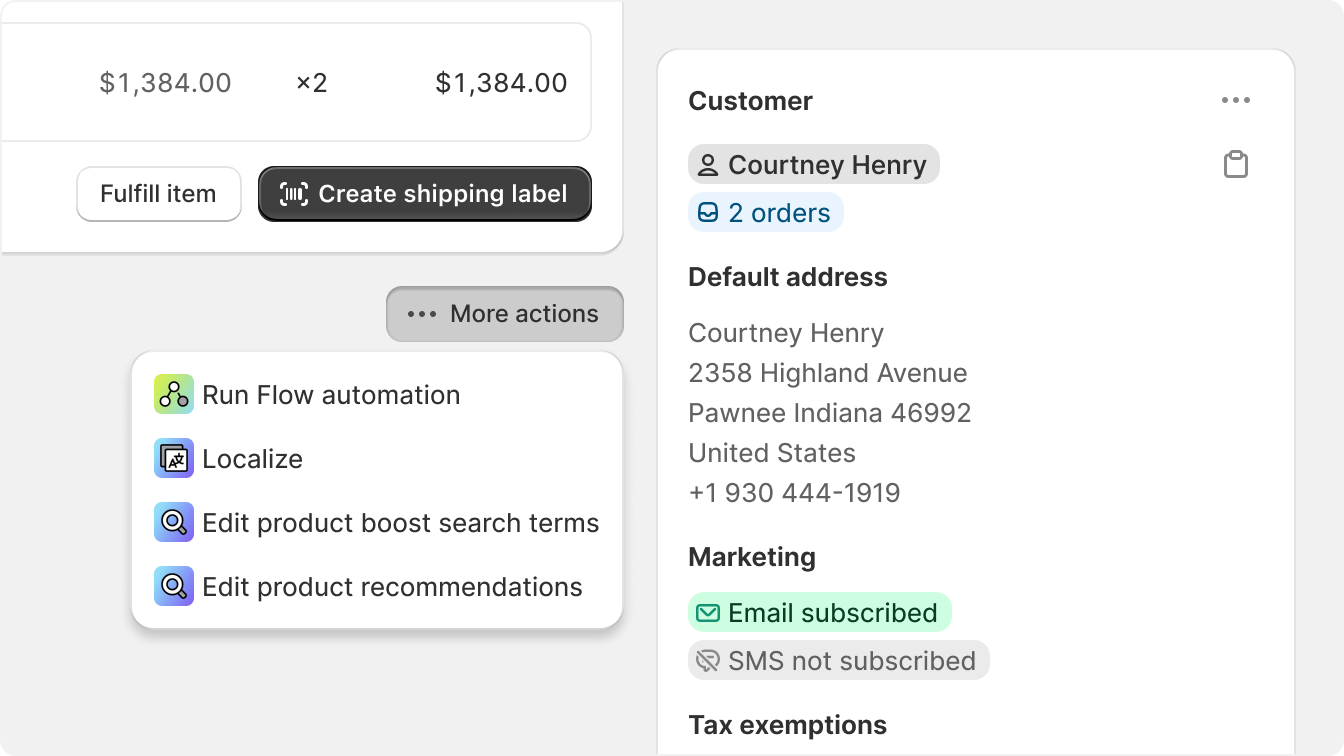 $1,384.00 ×2 $1,384.00
Fulfill item
Create shipping label
More actions
Run Flow automation
Localize
Edit product boost search terms
Edit product recommendations
Customer
Courtney Henry
2 orders
Default address
Courtney Henry
2358 Highland Avenue
Pawnee Indiana 46992
United States
+1 930 444-1919
Marketing
Email subscribed
SMS not subscribed
Tax exemptions